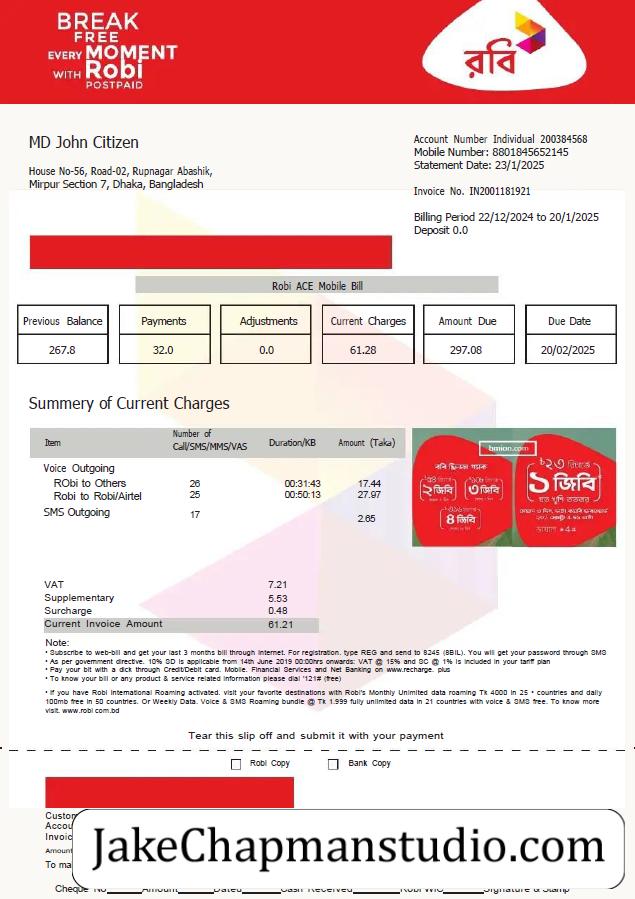 BREAK
FREE
EVERY MOMENT
WITH Robi
POSTPAID
রবি
MD John Citizen
House No-56, Road-02, Rupnagar Abashik,
Mirpur Section 7, Dhaka, Bangladesh
Account Number Individual 200384568
Mobile Number: 8801845652145
Statement Date: 23/1/2025
Invoice No. IN2001181921
Billing Period 22/12/2024 to 20/1/2025
Deposit 0.0
Robi ACE Mobile Bill
Previous Balance Payments Adjustments Current Charges Amount Due Due Date
267.8 32.0 0.0 61.28 297.08 20/02/2025
Summery of Current Charges
Item Number of Call/SMS/MMS/VAS Duration/KB Amount (Taka)
Voice Outgoing
RObi to Others 26 00:31:43 17.44
Robi to Robi/Airtel 25 00:50:13 27.97
SMS Outgoing 17 2.65
bmion.com
২জিবি
৩জিবি
৪ জিবি
৳২৩
১জিবি
VAT 7.21
Supplementary 5.53
Surcharge 0.48
Current Invoice Amount 61.21
Note:
• Subscribe to web-bill and get your last 3 months bill through Internet. For registration. type REG and send to 8245 (8BIL). You will get your password through SMS
• As per government directive. 10% SD is applicable from 14th June 2019 00:00hrs onwards: VAT @ 15% and SC @ 1% is included in your tariff plan
• Pay your bit with a dick through Credit/Debit card. Mobile. Financial Services and Net Banking on www.recharge. plus
• To know your bill or any product & service related Information please dial '121# (free)
• If you have Robi International Roaming activated. visit your favorite destinations with Robi's Monthly Unlimited data roaming Tk 4000 in 25 • countries and daily
100mb free in 50 countries. Or Weekly Data. Voice & SMS Roaming bundle @ Tk 1.999 fully unlimited data in 21 countries with voice & SMS free. To know more
visit. www.robi com.bd
Tear this slip off and submit it with your payment
Robi Copy Bank Copy
Custom
Accou
Invoic
Amount
To ma
JakeChapmanstudio.com
Cheque No Amount Dated Cash Received Robi WIC Signature & Stamp